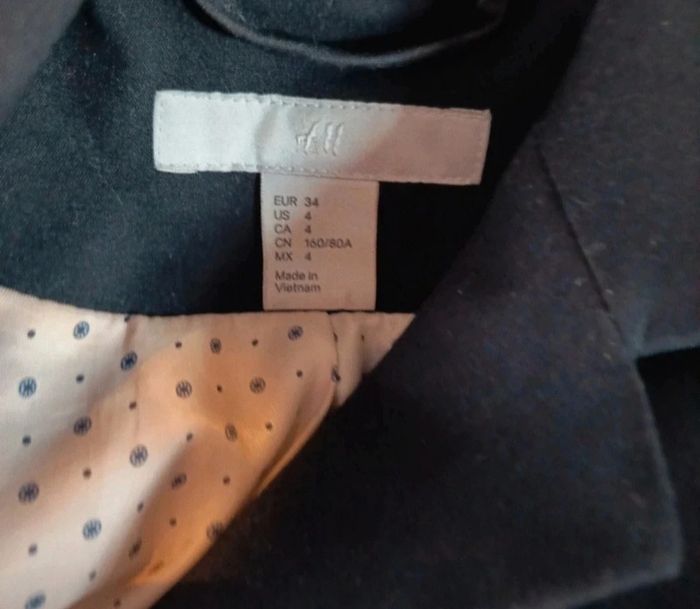 H&M
EUR 34
US 4
CA 4
CN 160/80A
MX 4
Made in
Vietnam